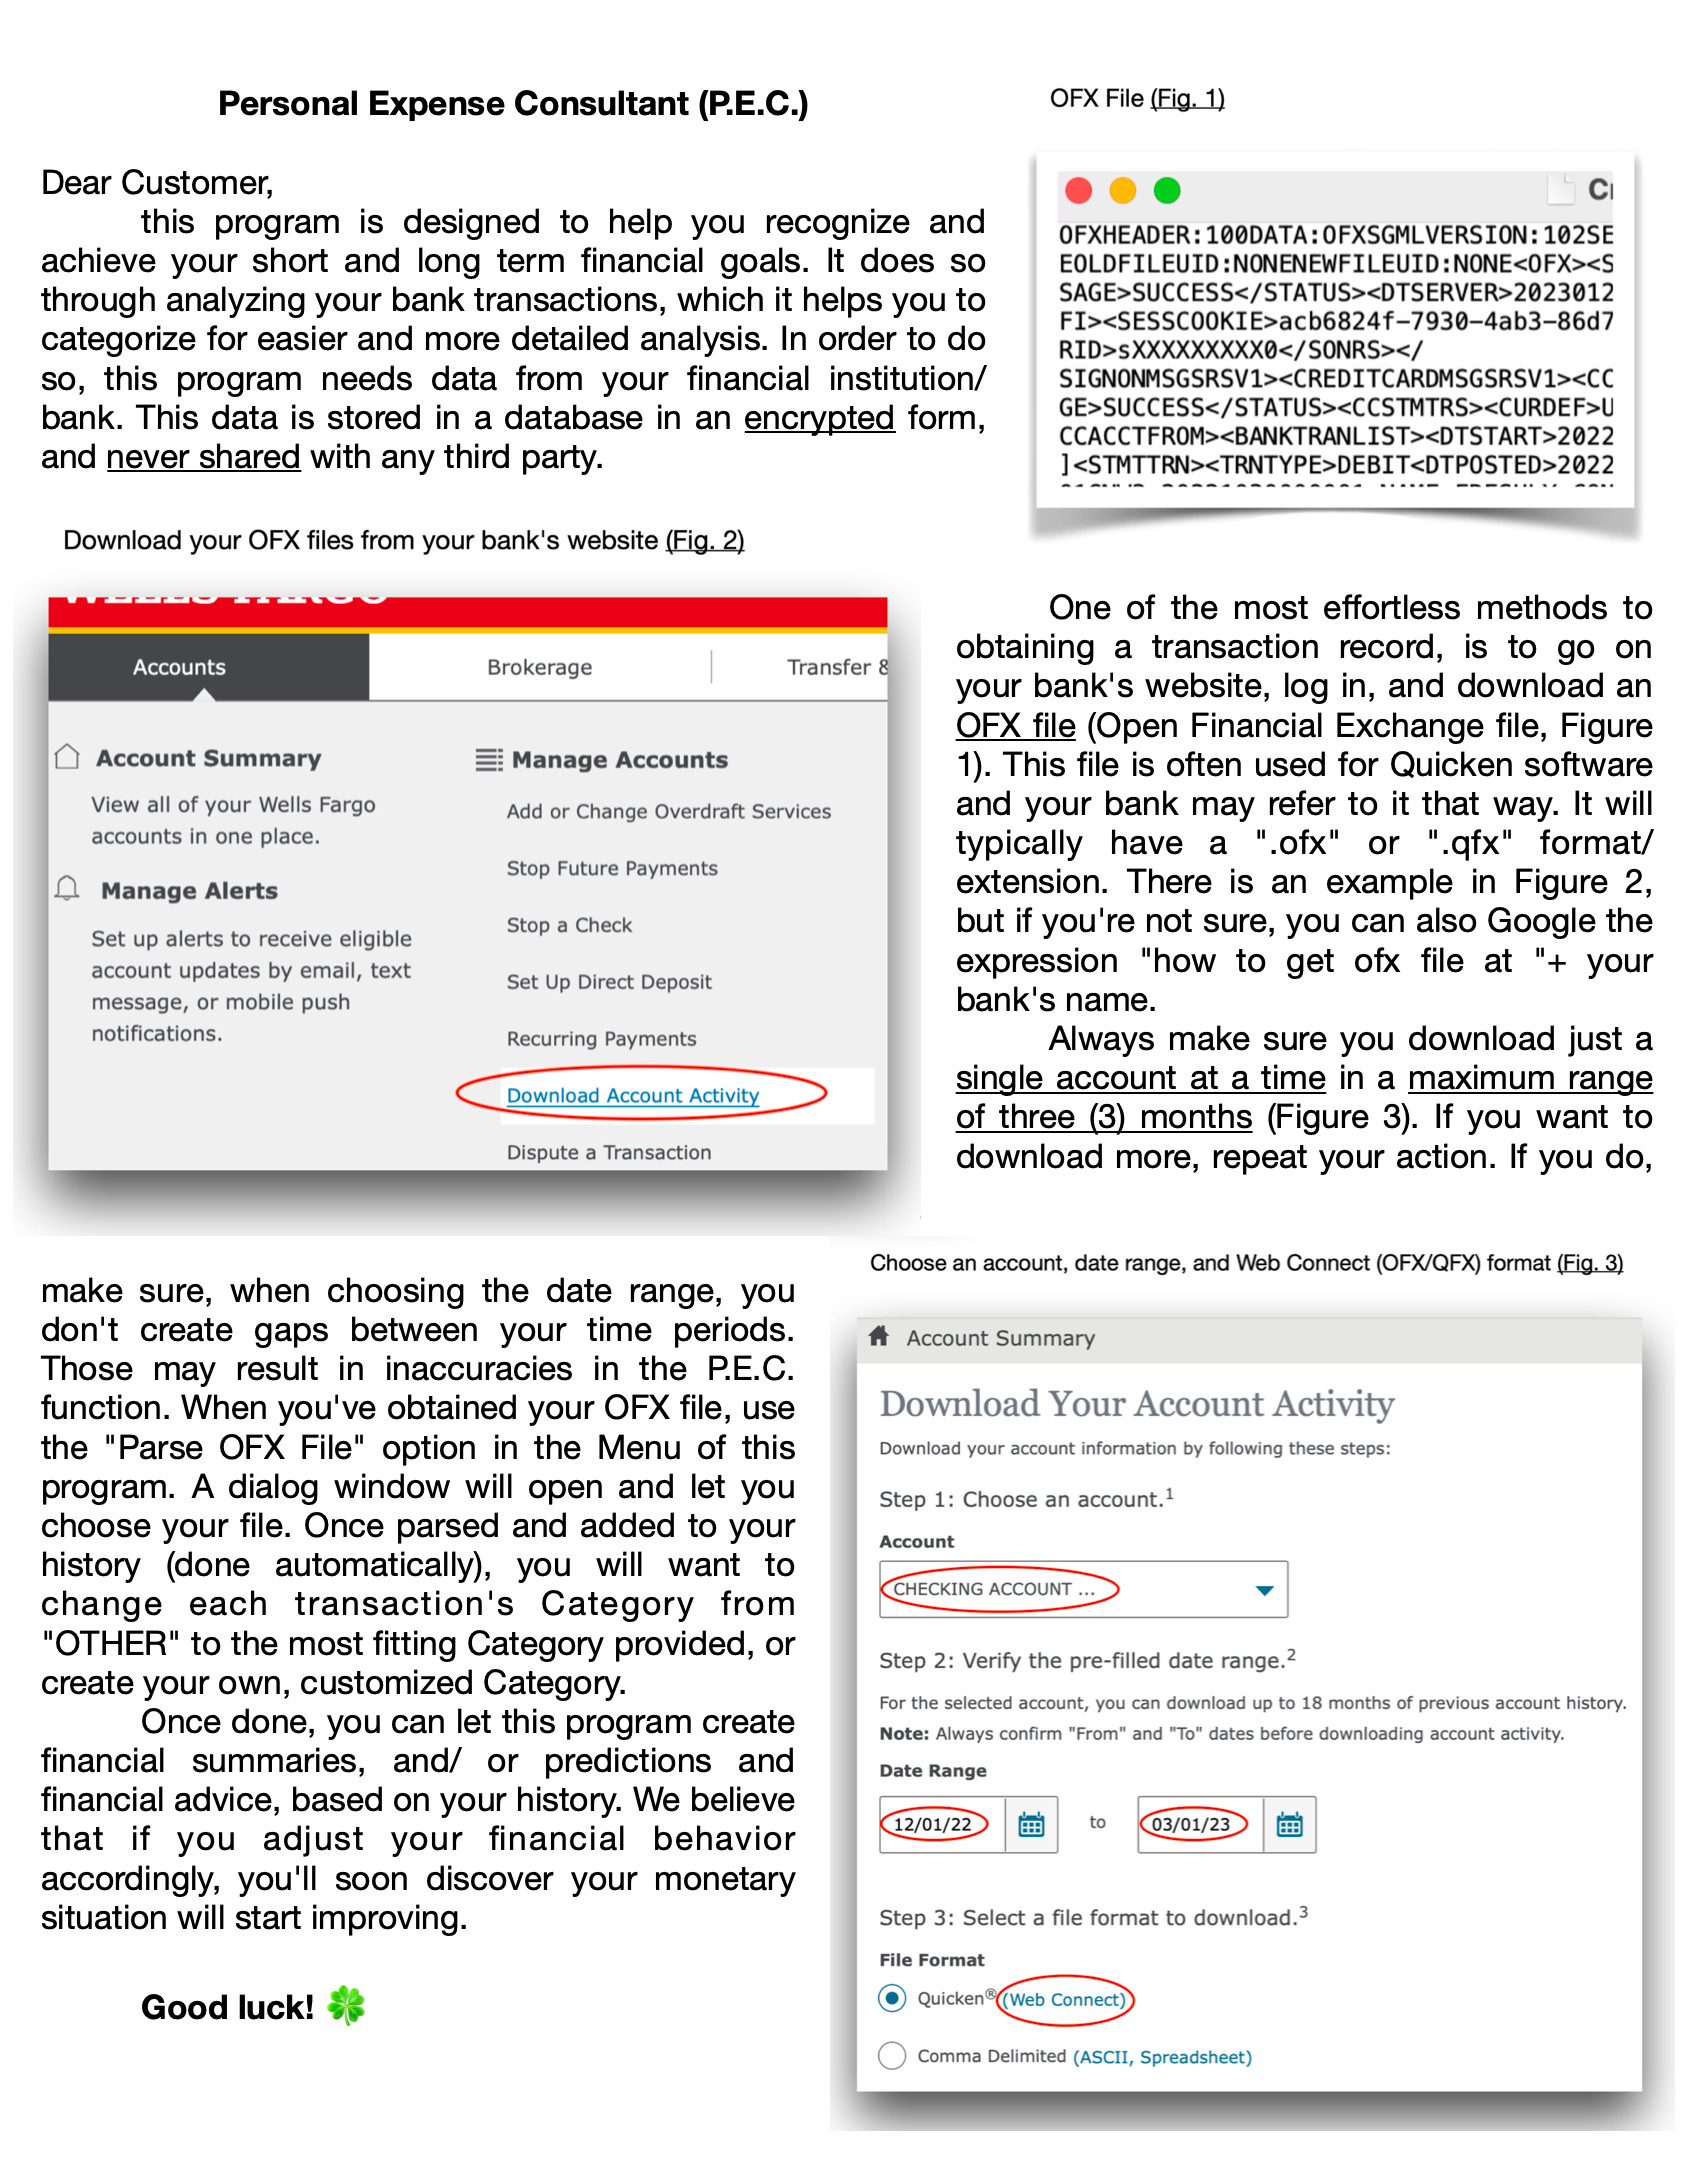 Personal Expense Consultant (P.E.C.)
Dear Customer,
this program is designed to help you recognize and
achieve your short and long term financial goals. It does so
through analyzing your bank transactions, which it helps you to
categorize for easier and more detailed analysis. In order to do
so, this program needs data from your financial institution/
bank. This data is stored in a database in an encrypted form,
and never shared with any third party.
OFX File (Fig. 1)
OFXHEADER:100DATA:OFXSGMLVERSION:102SE
EOLDFILEUID:NONENEWFILEUID:NONE<OFX><S
SAGE>SUCCESS</STATUS><DTSERVER>2023012
FI><SESSCOOKIE>acb6824f-7930-4ab3-86d7
RID>sXXXXXXXXX0</SONRS></
SIGNONMSGSRSV1><CREDITCARDMSGSRSV1><CC
GE>SUCCESS</STATUS><CCSTMTRS><CURDEF>U
CCACCTFROM><BANKTRANLIST><DTSTART>2022
]<STMTTRN><TRNTYPE>DEBIT<DTPOSTED>2022
Download your OFX files from your bank's website (Fig. 2)
WELLS FARGO
Accounts
Brokerage
Transfer &
Account Summary
View all of your Wells Fargo
accounts in one place.
Manage Alerts
Set up alerts to receive eligible
account updates by email, text
message, or mobile push
notifications.
Manage Accounts
Add or Change Overdraft Services
Stop Future Payments
Stop a Check
Set Up Direct Deposit
Recurring Payments
Download Account Activity
Dispute a Transaction
One of the most effortless methods to
obtaining a transaction record, is to go on
your bank's website, log in, and download an
OFX file (Open Financial Exchange file, Figure
1). This file is often used for Quicken software
and your bank may refer to it that way. It will
typically have a ".ofx" or ".qfx" format/
extension. There is an example in Figure 2,
but if you're not sure, you can also Google the
expression "how to get ofx file at "+ your
bank's name.
Always make sure you download just a
single account at a time in a maximum range
of three (3) months (Figure 3). If you want to
download more, repeat your action. If you do,
make sure, when choosing the date range, you
don't create gaps between your time periods.
Those may result in inaccuracies in the P.E.C.
function. When you've obtained your OFX file, use
the "Parse OFX File" option in the Menu of this
program. A dialog window will open and let you
choose your file. Once parsed and added to your
history (done automatically), you will want to
change each transaction's Category from
"OTHER" to the most fitting Category provided, or
create your own, customized Category.
Once done, you can let this program create
financial summaries, and/ or predictions and
financial advice, based on your history. We believe
that if you adjust your financial behavior
accordingly, you'll soon discover your monetary
situation will start improving.
Good luck! 🍀
Choose an account, date range, and Web Connect (OFX/QFX) format (Fig. 3)
Account Summary
Download Your Account Activity
Download your account information by following these steps:
Step 1: Choose an account.1
Account
CHECKING ACCOUNT ...
Step 2: Verify the pre-filled date range.2
For the selected account, you can download up to 18 months of previous account history.
Note: Always confirm "From" and "To" dates before downloading account activity.
Date Range
12/01/22 to 03/01/23
Step 3: Select a file format to download.3
File Format
Quicken® (Web Connect)
Comma Delimited (ASCII, Spreadsheet)